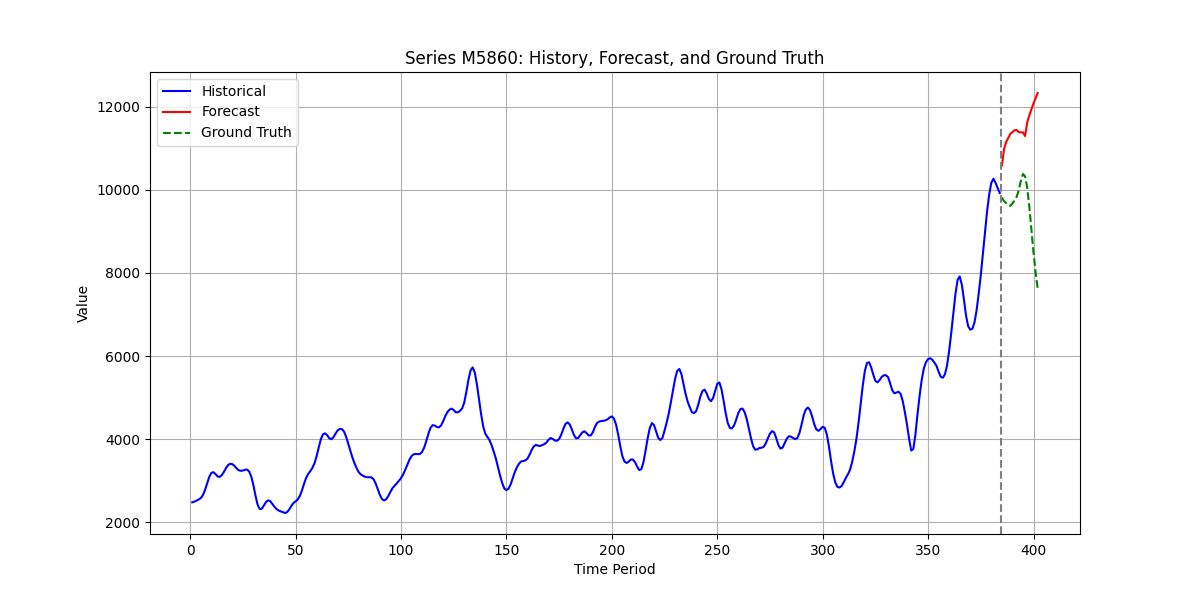 Series M5860: History, Forecast, and Ground Truth
Historical
Forecast
Ground Truth
12000
10000
8000
6000
4000
2000
Value
0 50 100 150 200 250 300 350 400
Time Period